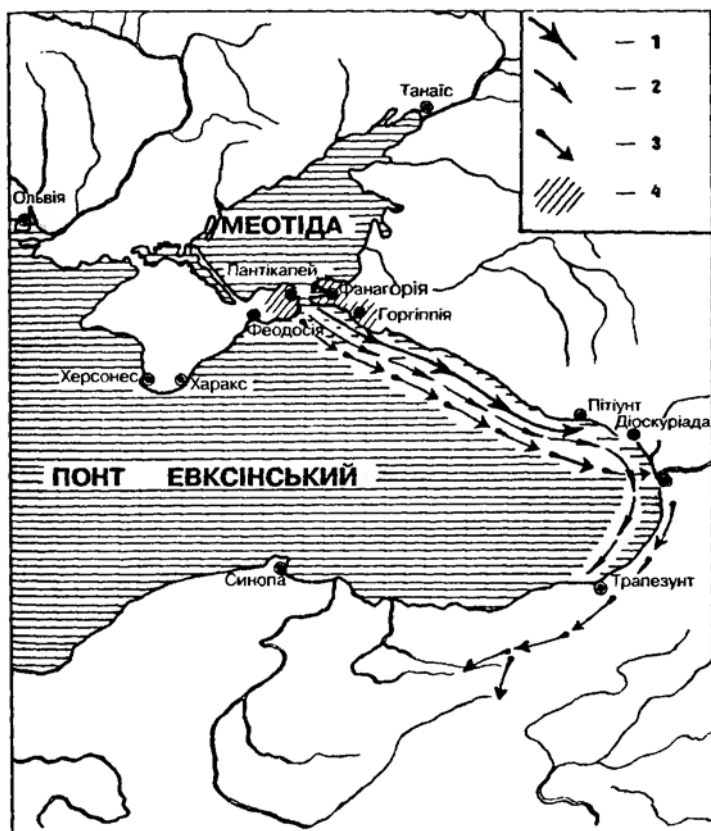 — 1
— 2
— 3
— 4
Танаїс
Ольвія
МЕОТІДА
Пантікапей
Фанагорія
Горгіппія
Феодосія
Херсонес
Харакс
Пітіунт
Діоскуріада
ПОНТ ЕВКСІНСЬКИЙ
Синопа
Трапезунт